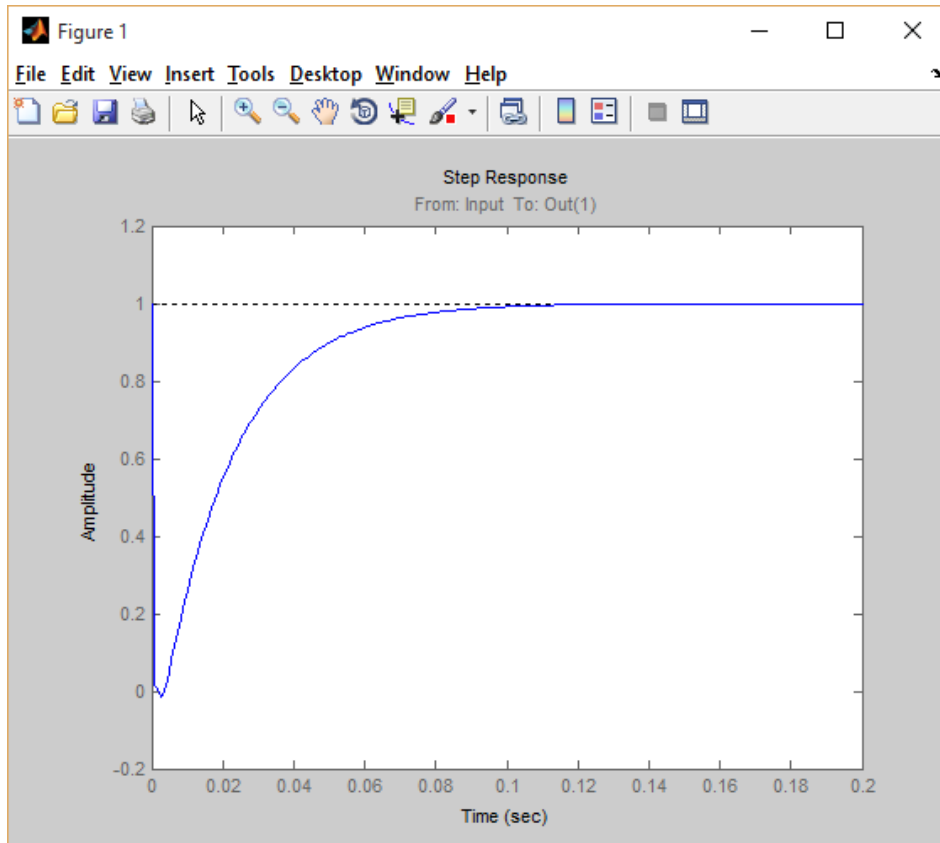 Figure 1
File Edit View Insert Tools Desktop Window Help
Step Response
From: Input To: Out(1)
1.2
1
0.8
0.6
0.4
0.2
0
-0.2
Amplitude
0 0.02 0.04 0.06 0.08 0.1 0.12 0.14 0.16 0.18 0.2
Time (sec)